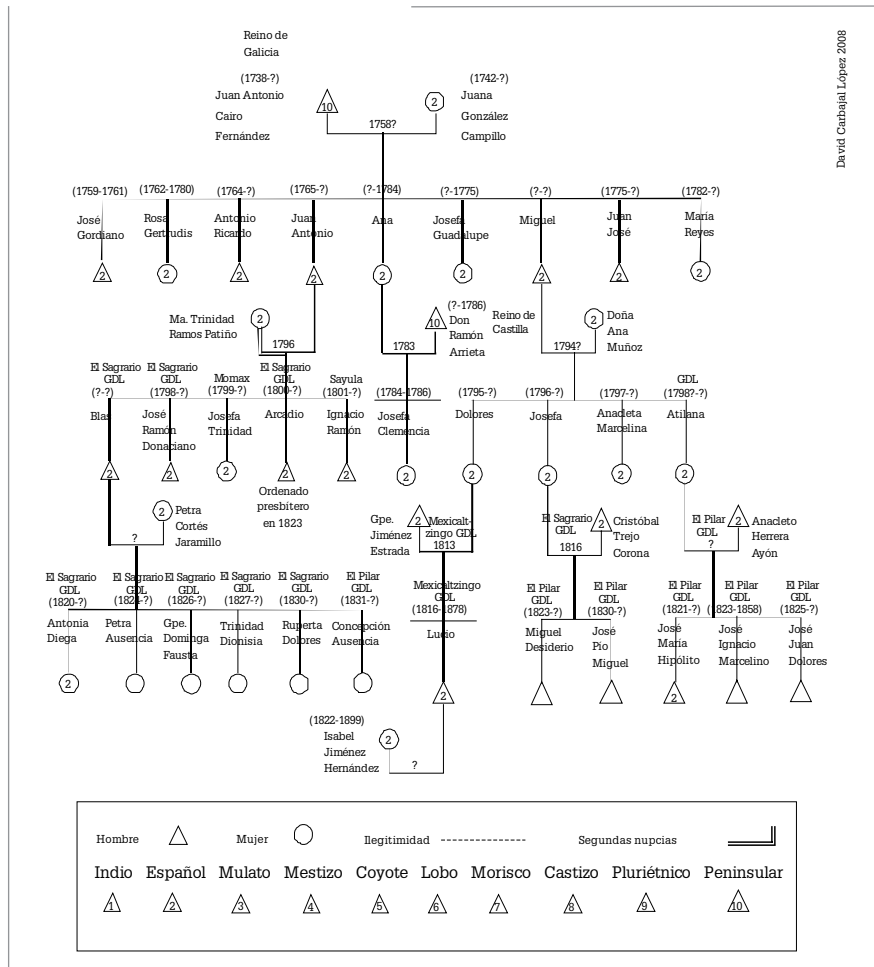 David Carbajal López 2008
Reino de
Galicia
(1738-?)
Juan Antonio
Cairo
Fernández
10
2
(1742-?)
Juana
González
Campillo
1758?
(1759-1761)
José
Gordiano
2
(1762-1780)
Rosa
Gertrudis
2
(1764-?)
Antonio
Ricardo
2
(1765-?)
Juan
Antonio
2
(?-1784)
Ana
2
(?-1775)
Josefa
Guadalupe
2
(?-?)
Miguel
2
(1775-?)
Juan
José
2
(1782-?)
María
Reyes
2
Ma. Trinidad
Ramos Patiño
2
1796
10
(?-1786)
Don
Ramón
Arrieta
1783
Reino de
Castilla
2
Doña
Ana
Muñoz
1794?
El Sagrario
GDL
(?-?)
Blas
2
El Sagrario
GDL
(1798-?)
José
Ramón
Donaciano
2
Momax
(1799-?)
Josefa
Trinidad
2
El Sagrario
GDL
(1800-?)
Arcadio
2
Ordenado
presbítero
en 1823
Sayula
(1801-?)
Ignacio
Ramón
2
(1784-1786)
Josefa
Clemencia
2
(1795-?)
Dolores
2
(1796-?)
Josefa
2
(1797-?)
Anacleta
Marcelina
2
GDL
(1798?-?)
Atilana
2
2
Petra
Cortés
Jaramillo
?
Gpe.
Jiménez
Estrada
2
Mexicalt-
zingo GDL
1813
El Sagrario
GDL
1816
2
Cristóbal
Trejo
Corona
El Pilar
GDL
?
2
Anacleto
Herrera
Ayón
El Sagrario
GDL
(1820-?)
Antonia
Diega
2
El Sagrario
GDL
(1824-?)
Petra
Ausencia
El Sagrario
GDL
(1826-?)
Gpe.
Dominga
Fausta
El Sagrario
GDL
(1827-?)
Trinidad
Dionisia
El Sagrario
GDL
(1830-?)
Ruperta
Dolores
El Pilar
GDL
(1831-?)
Concepción
Ausencia
Mexicaltzingo
GDL
(1816-1878)
Lucio
2
El Pilar
GDL
(1823-?)
Miguel
Desiderio
El Pilar
GDL
(1830-?)
José
Pio
Miguel
El Pilar
GDL
(1821-?)
José
María
Hipólito
2
El Pilar
GDL
(1823-1858)
José
Ignacio
Marcelino
El Pilar
GDL
(1825-?)
José
Juan
Dolores
(1822-1899)
Isabel
Jiménez
Hernández
2
?
Hombre Mujer Ilegitimidad Segundas nupcias
Indio Español Mulato Mestizo Coyote Lobo Morisco Castizo Pluriétnico Peninsular
1 2 3 4 5 6 7 8 9 10